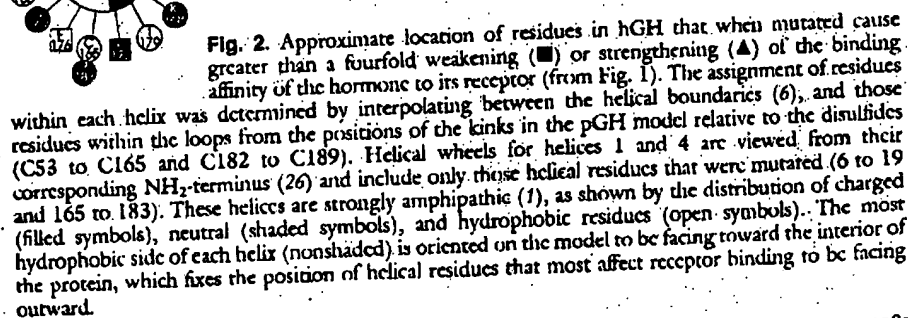 176
179
Fig. 2. Approximate location of residues in hGH that when mutated cause
greater than a fourfold weakening (■) or strengthening (▲) of the binding
affinity of the hormone to its receptor (from Fig. 1). The assignment of residues
within each helix was determined by interpolating between the helical boundaries (6), and those
residues within the loops from the positions of the kinks in the pGH model relative to the disulfides
(C53 to C165 and C182 to C189). Helical wheels for helices 1 and 4 are viewed from their
corresponding NH₂-terminus (26) and include only those helical residues that were mutated (6 to 19
and 165 to 183). These helices are strongly amphipathic (1), as shown by the distribution of charged
(filled symbols), neutral (shaded symbols), and hydrophobic residues (open symbols). The most
hydrophobic side of each helix (nonshaded) is oriented on the model to be facing toward the interior of
the protein, which fixes the position of helical residues that most affect receptor binding to be facing
outward.